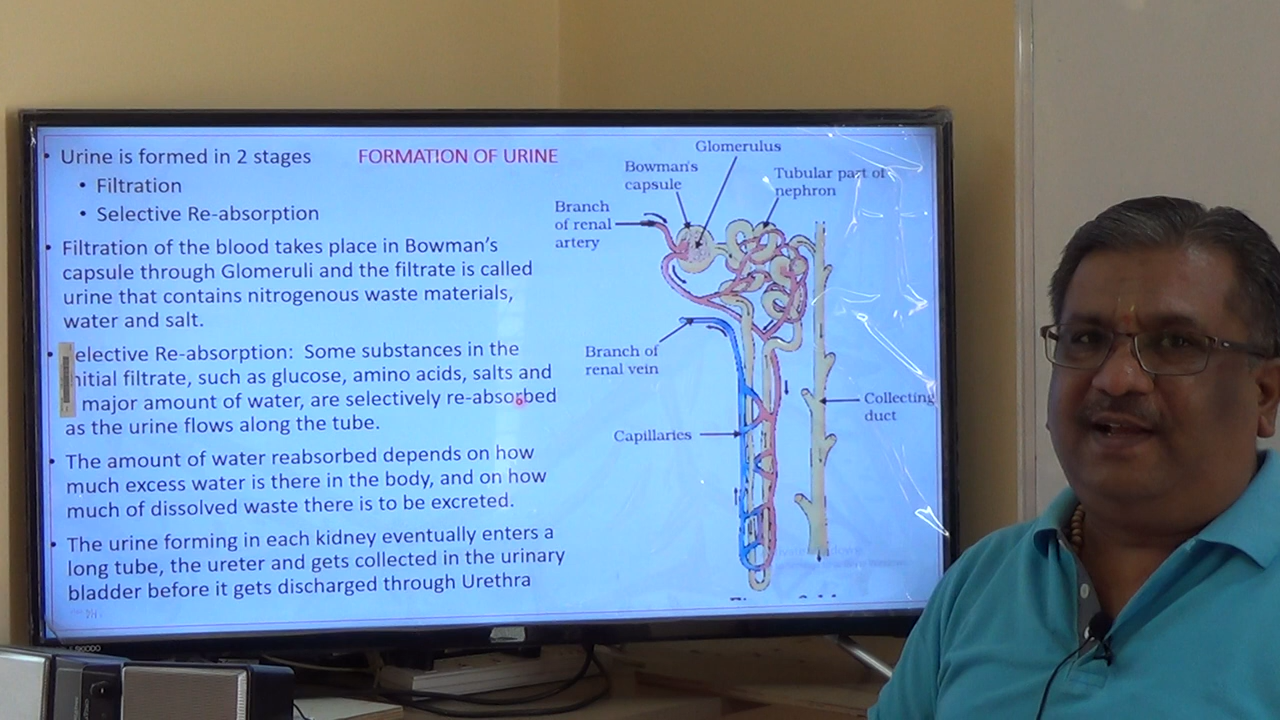 • Urine is formed in 2 stages
FORMATION OF URINE
• Filtration
• Selective Re-absorption
• Filtration of the blood takes place in Bowman's
capsule through Glomeruli and the filtrate is called
urine that contains nitrogenous waste materials,
water and salt.
• elective Re-absorption: Some substances in the
nitial filtrate, such as glucose, amino acids, salts and
major amount of water, are selectively re-absorbed
as the urine flows along the tube.
• The amount of water reabsorbed depends on how
much excess water is there in the body, and on how
much of dissolved waste there is to be excreted.
• The urine forming in each kidney eventually enters a
long tube, the ureter and gets collected in the urinary
bladder before it gets discharged through Urethra
Glomerulus
Bowman's
capsule
Tubular part of
nephron
Branch
of renal
artery
Branch of
renal vein
Collecting
duct
Capillaries